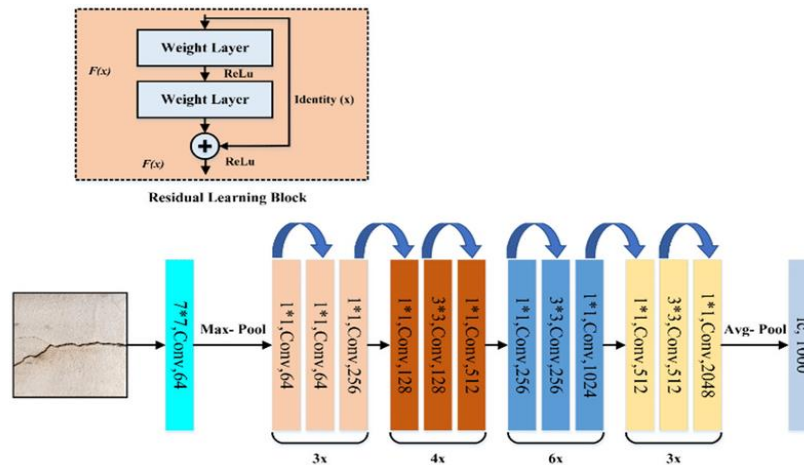 Weight Layer
F(x)
ReLu
Weight Layer
Identity (x)
+
F(x)
ReLu
Residual Learning Block
7*7,Conv,64
Max- Pool
1*1,Conv,64
1*1,Conv,64
1*1,Conv,256
1*1,Conv,128
3*3,Conv,128
1*1,Conv,512
1*1,Conv,256
3*3,Conv,256
1*1,Conv,1024
1*1,Conv,512
3*3,Conv,512
1*1,Conv,2048
Avg- Pool
3x
4x
6x
3x